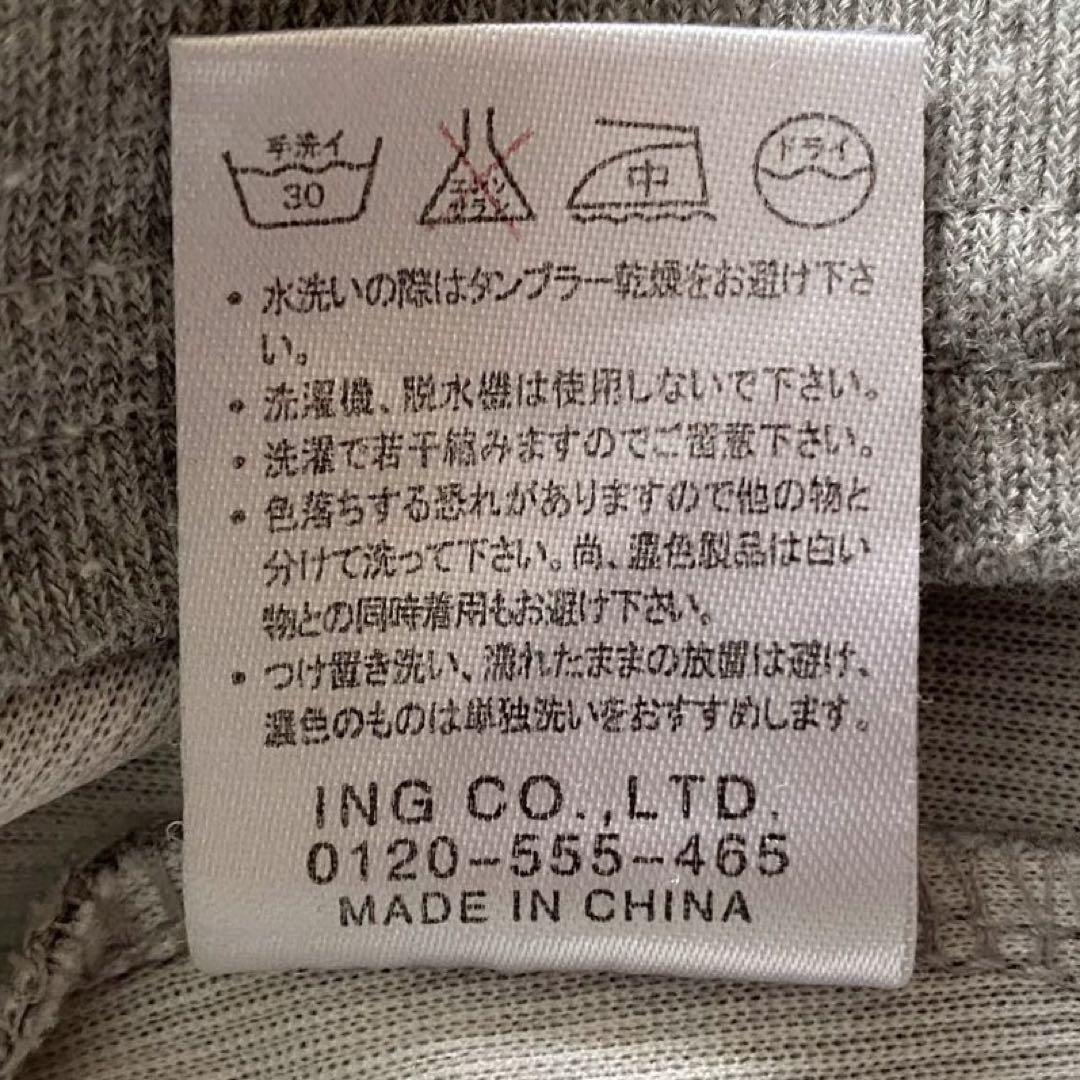 手洗イ 30 エンソ サラシ 中 ドライ
・水洗いの際はタンブラー乾燥をお避け下さ
い。
・洗濯機、脱水機は使用しないで下さい。
・洗濯で若干縮みますのでご留意下さい。
・色落ちする恐れがありますので他の物と
分けて洗って下さい。尚、濃色製品は白い
物との同時着用もお避け下さい。
・つけ置き洗い、濡れたままの放置は避け、
濃色のものは単独洗いをおすすめします。
ING CO.,LTD.
0120-555-465
MADE IN CHINA